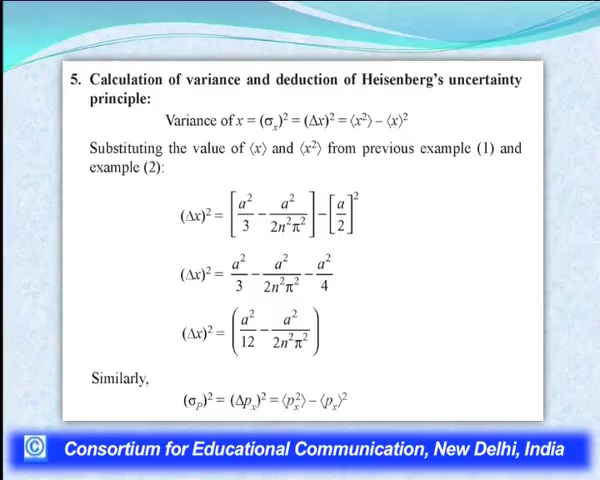 5. Calculation of variance and deduction of Heisenberg's uncertainty
principle:
Variance of x = (σₓ)² = (Δx)² = ⟨x²⟩ – ⟨x⟩²
Substituting the value of ⟨x⟩ and ⟨x²⟩ from previous example (1) and
example (2):
(Δx)² = [a²/3 – a²/2n²π²] – [a/2]²
(Δx)² = a²/3 – a²/2n²π² – a²/4
(Δx)² = (a²/12 – a²/2n²π²)
Similarly,
(σ_P)² = (Δpₓ)² = ⟨pₓ²⟩ – ⟨pₓ⟩²
© Consortium for Educational Communication, New Delhi, India